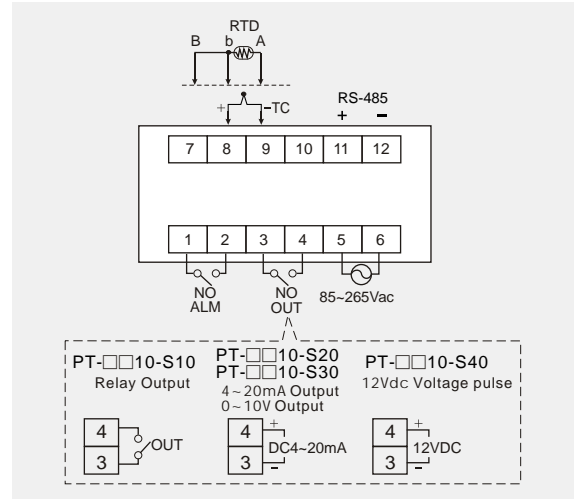 RTD
B b A
+ −TC
RS-485
+ −
7 8 9 10 11 12
1 2 3 4 5 6
NO
ALM
NO
OUT
85~265Vac
PT-□□10-S10
Relay Output
PT-□□10-S20
PT-□□10-S30
4~20mA Output
0~10V Output
PT-□□10-S40
12Vdc Voltage pulse
4
3
OUT
4
3
+
DC4~20mA
−
4
3
+
12VDC
−